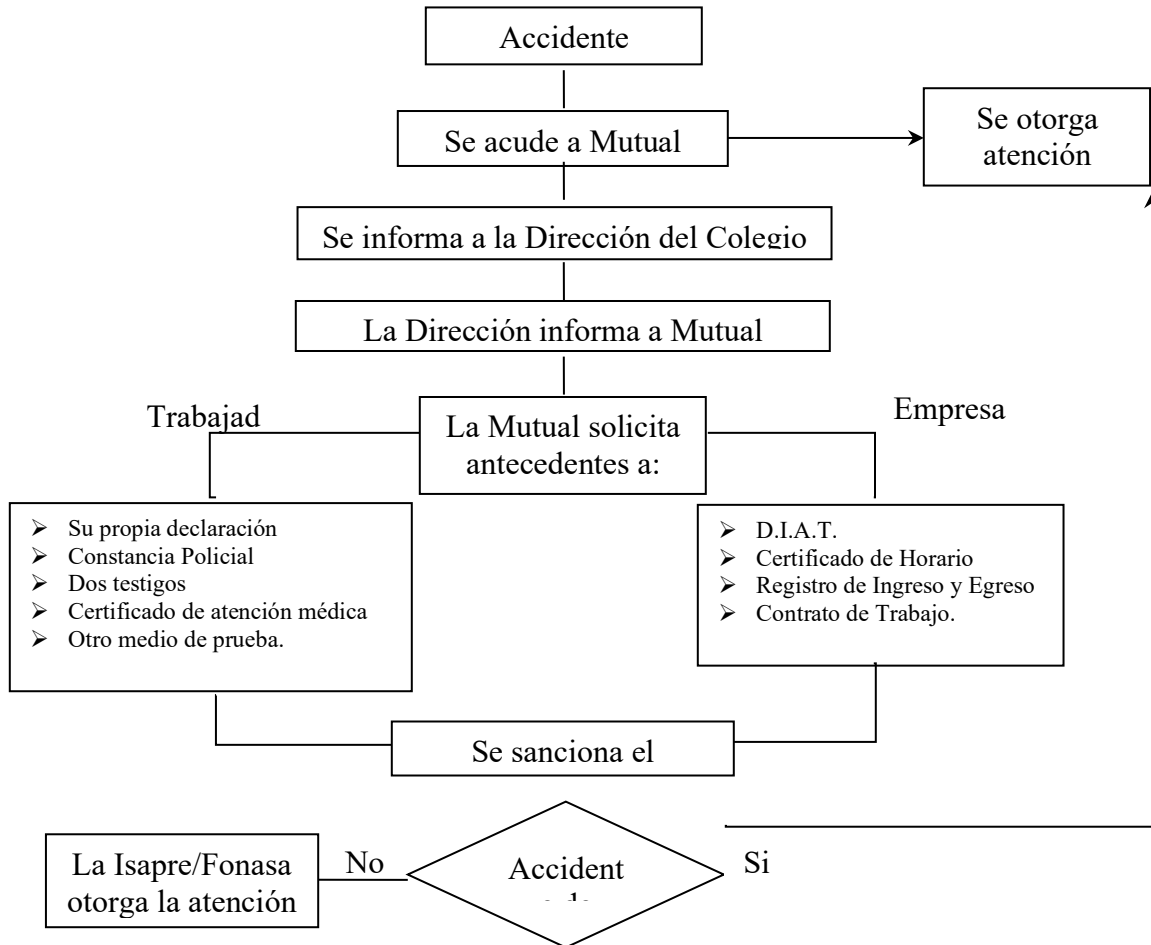 Accidente
Se acude a Mutual
Se otorga
atención
Se informa a la Dirección del Colegio
La Dirección informa a Mutual
Trabajad
La Mutual solicita
antecedentes a:
Empresa
➢ Su propia declaración
➢ Constancia Policial
➢ Dos testigos
➢ Certificado de atención médica
➢ Otro medio de prueba.
➢ D.I.A.T.
➢ Certificado de Horario
➢ Registro de Ingreso y Egreso
➢ Contrato de Trabajo.
Se sanciona el
La Isapre/Fonasa
otorga la atención
No
Accident
Si